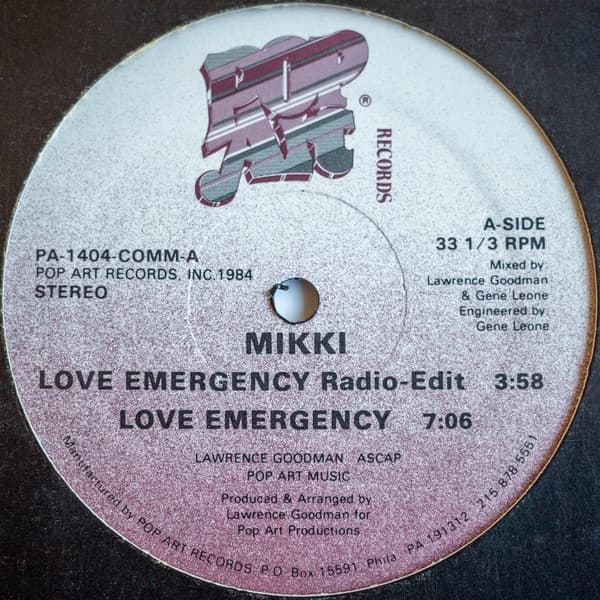 POP
ART
®
RECORDS
A-SIDE
33 1/3 RPM
Mixed by
Lawrence Goodman
& Gene Leone
Engineered by
Gene Leone
PA-1404-COMM-A
POP ART RECORDS, INC.1984
STEREO
MIKKI
LOVE EMERGENCY Radio-Edit 3:58
LOVE EMERGENCY 7:06
LAWRENCE GOODMAN ASCAP
POP ART MUSIC
Produced & Arranged by
Lawrence Goodman for
Pop Art Productions
Manufactured by POP ART RECORDS P.O. Box 15591, Phila PA 191312 215.878.5551